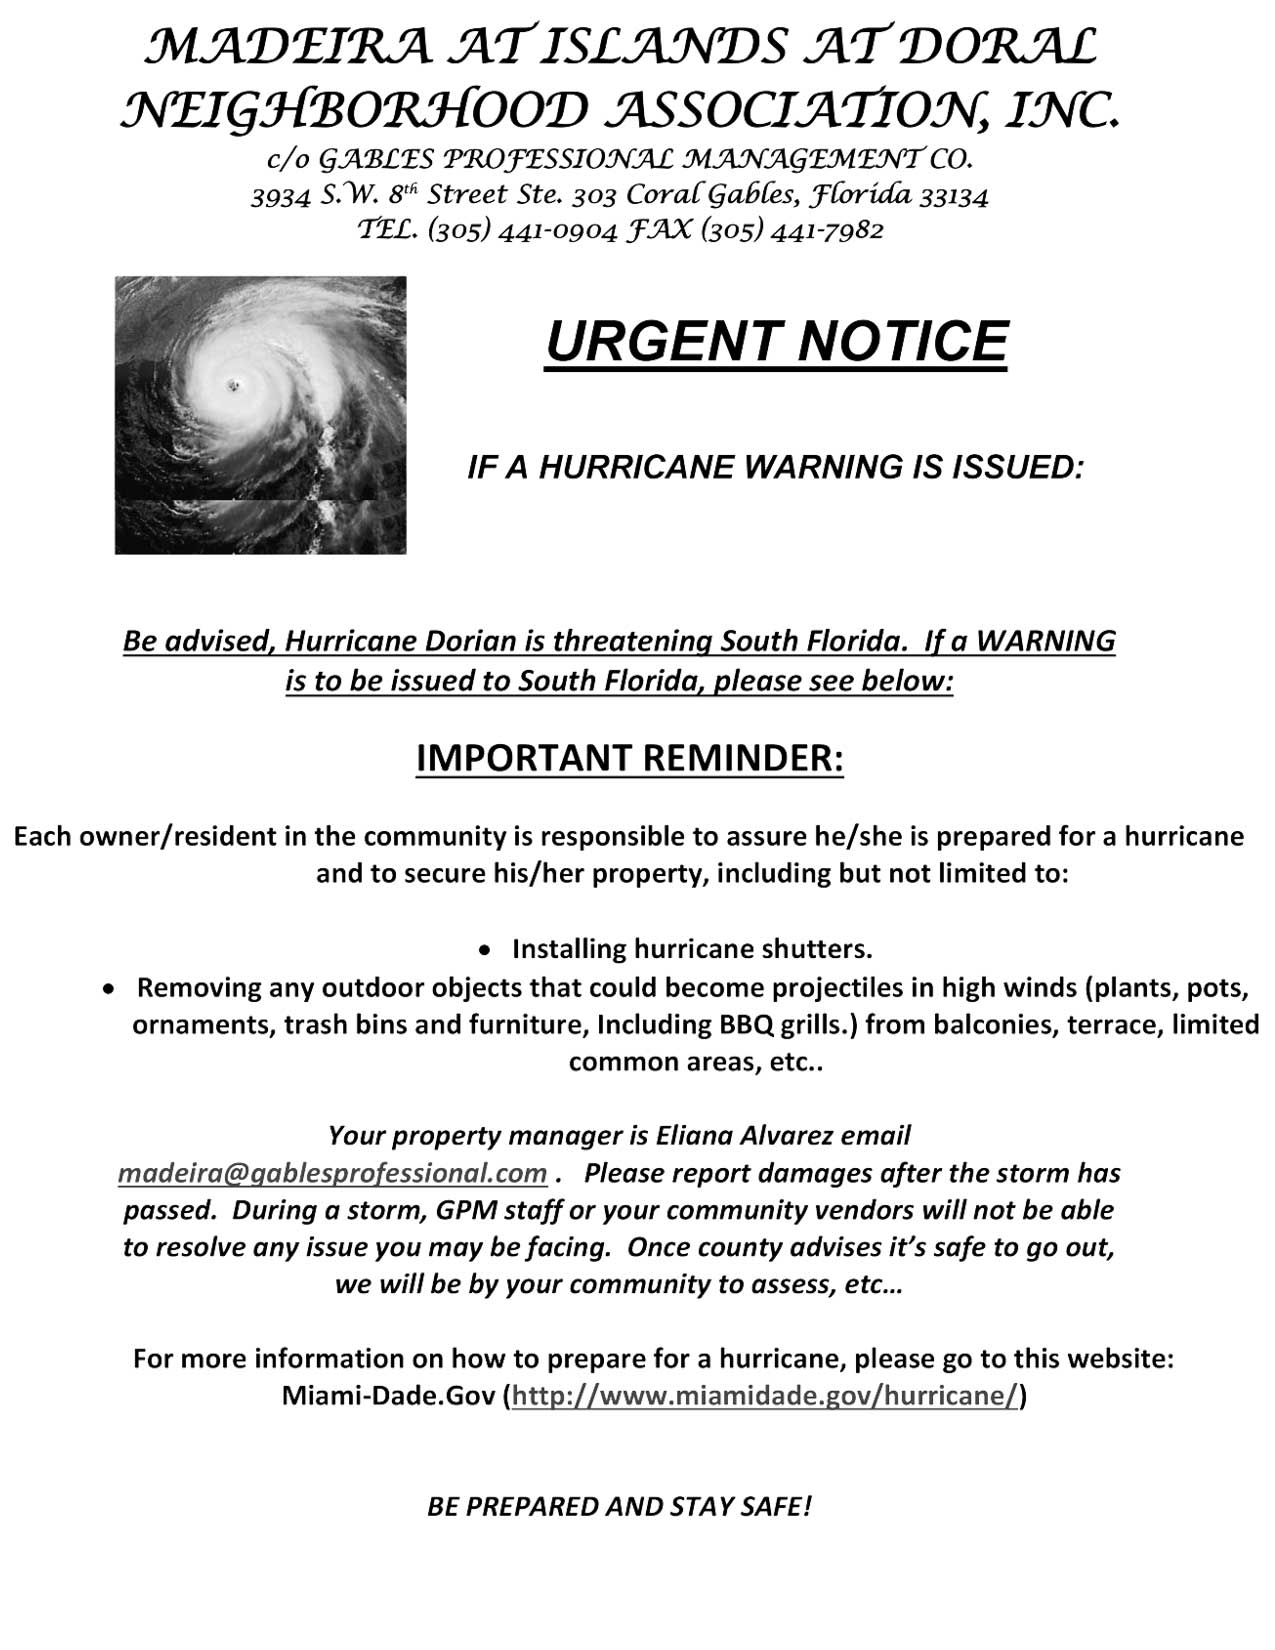 MADEIRA AT ISLANDS AT DORAL
NEIGHBORHOOD ASSOCIATION, INC.
c/o GABLES PROFESSIONAL MANAGEMENT CO.
3934 S.W. 8th Street Ste. 303 Coral Gables, Florida 33134
TEL. (305) 441-0904 FAX (305) 441-7982
URGENT NOTICE
IF A HURRICANE WARNING IS ISSUED:
Be advised, Hurricane Dorian is threatening South Florida.  If a WARNING
is to be issued to South Florida, please see below:
IMPORTANT REMINDER:
Each owner/resident in the community is responsible to assure he/she is prepared for a hurricane
and to secure his/her property, including but not limited to:
• Installing hurricane shutters.
• Removing any outdoor objects that could become projectiles in high winds (plants, pots,
ornaments, trash bins and furniture, Including BBQ grills.) from balconies, terrace, limited
common areas, etc..
Your property manager is Eliana Alvarez email
madeira@gablesprofessional.com .   Please report damages after the storm has
passed.  During a storm, GPM staff or your community vendors will not be able
to resolve any issue you may be facing.  Once county advises it’s safe to go out,
we will be by your community to assess, etc…
For more information on how to prepare for a hurricane, please go to this website:
Miami-Dade.Gov (http://www.miamidade.gov/hurricane/)
BE PREPARED AND STAY SAFE!